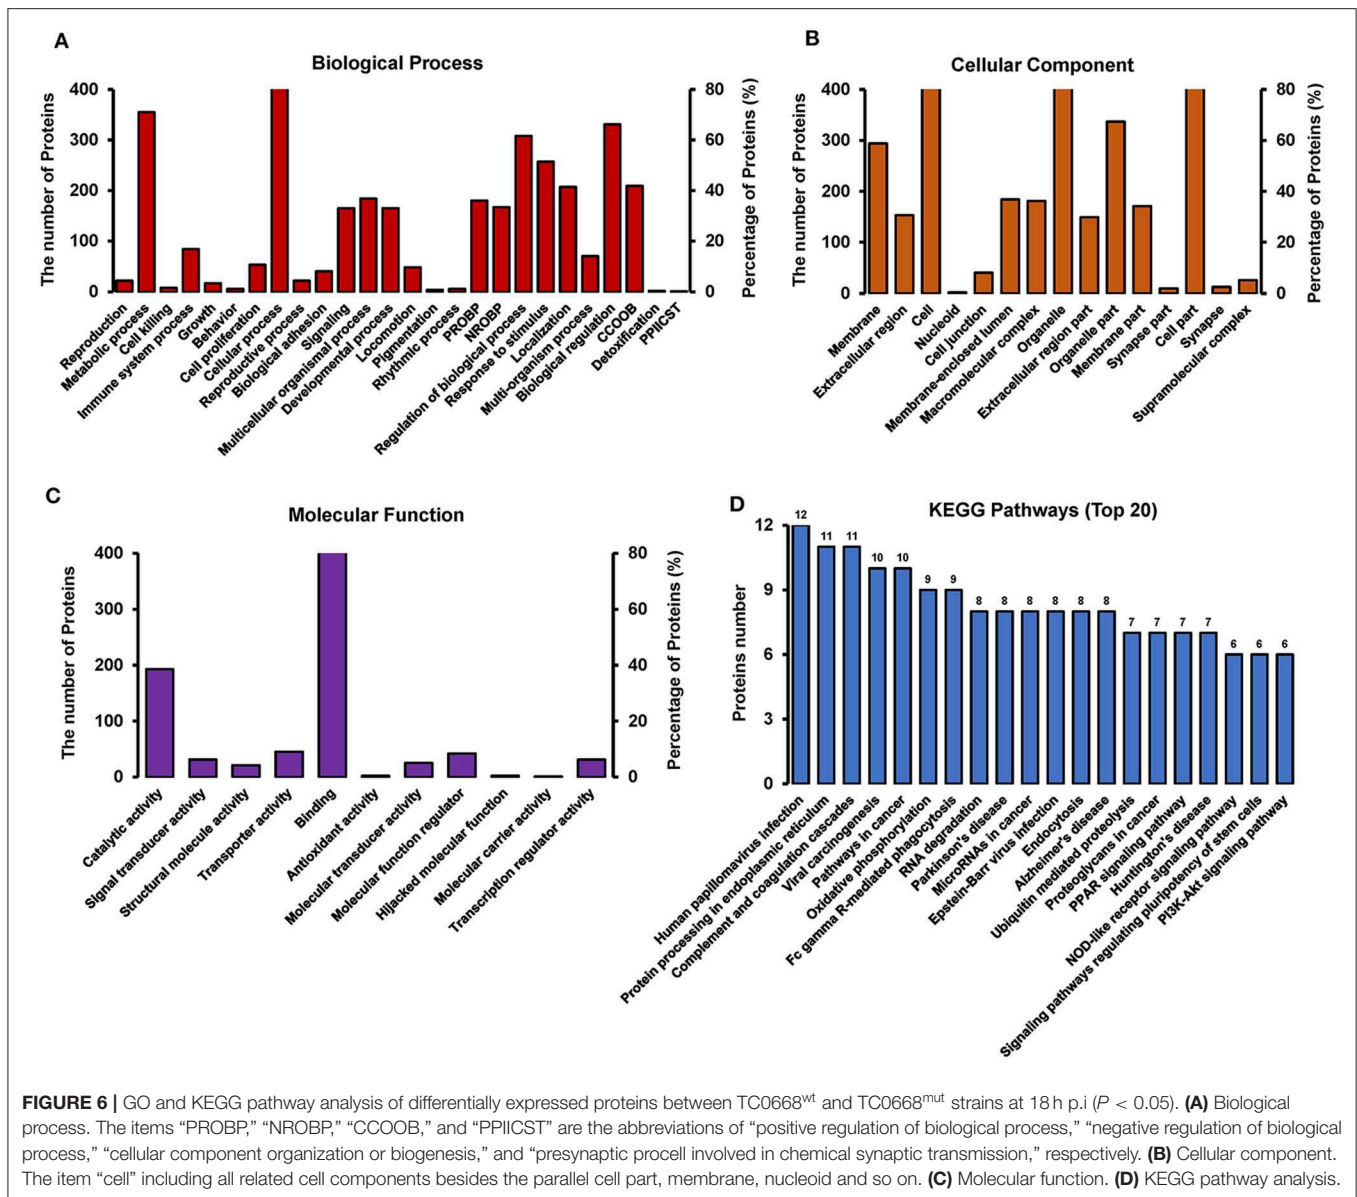 A
Biological Process
The number of Proteins
400
300
200
100
0
80
60
40
20
0
Percentage of Proteins (%)
Reproduction
Metabolic process
Cell killing
Immune system process
Growth
Behavior
Cell proliferation
Cellular process
Reproductive process
Biological adhesion
Signaling
Multicellular organismal process
Developmental process
Locomotion
Pigmentation
Rhythmic process
PROBP
NROBP
Regulation of biological process
Response to stimulus
Localization
Multi-organism process
Biological regulation
CCOOB
Detoxification
PPIICST
B
Cellular Component
The number of Proteins
400
300
200
100
0
80
60
40
20
0
Percentage of Proteins (%)
Membrane
Extracellular region
Cell
Nucleoid
Cell junction
Membrane-enclosed lumen
Macromolecular complex
Organelle
Extracellular region part
Organelle part
Membrane part
Synapse part
Cell part
Synapse
Supramolecular complex
C
Molecular Function
The number of Proteins
400
300
200
100
0
80
60
40
20
0
Percentage of Proteins (%)
Catalytic activity
Signal transducer activity
Structural molecule activity
Transporter activity
Binding
Antioxidant activity
Molecular transducer activity
Molecular function regulator
Hijacked molecular function
Molecular carrier activity
Transcription regulator activity
D
KEGG Pathways (Top 20)
Proteins number
12
9
6
3
0
12
11
11
10
10
9
9
8
8
8
8
8
8
7
7
7
7
6
6
6
Human papillomavirus infection
Protein processing in endoplasmic reticulum
Complement and coagulation cascades
Viral carcinogenesis
Pathways in cancer
Oxidative phosphorylation
Fc gamma R-mediated phagocytosis
RNA degradation
Parkinson's disease
MicroRNAs in cancer
Epstein-Barr virus infection
Endocytosis
Alzheimer's disease
Ubiquitin mediated proteolysis
Proteoglycans in cancer
PPAR signaling pathway
Huntington's disease
NOD-like receptor signaling pathway
Signaling pathways regulating pluripotency of stem cells
PI3K-Akt signaling pathway
FIGURE 6 | GO and KEGG pathway analysis of differentially expressed proteins between TC0668wt and TC0668mut strains at 18 h p.i (P < 0.05). (A) Biological
process. The items “PROBP,” “NROBP,” “CCOOB,” and “PPIICST” are the abbreviations of “positive regulation of biological process,” “negative regulation of biological
process,” “cellular component organization or biogenesis,” and “presynaptic procell involved in chemical synaptic transmission,” respectively. (B) Cellular component.
The item “cell” including all related cell components besides the parallel cell part, membrane, nucleoid and so on. (C) Molecular function. (D) KEGG pathway analysis.